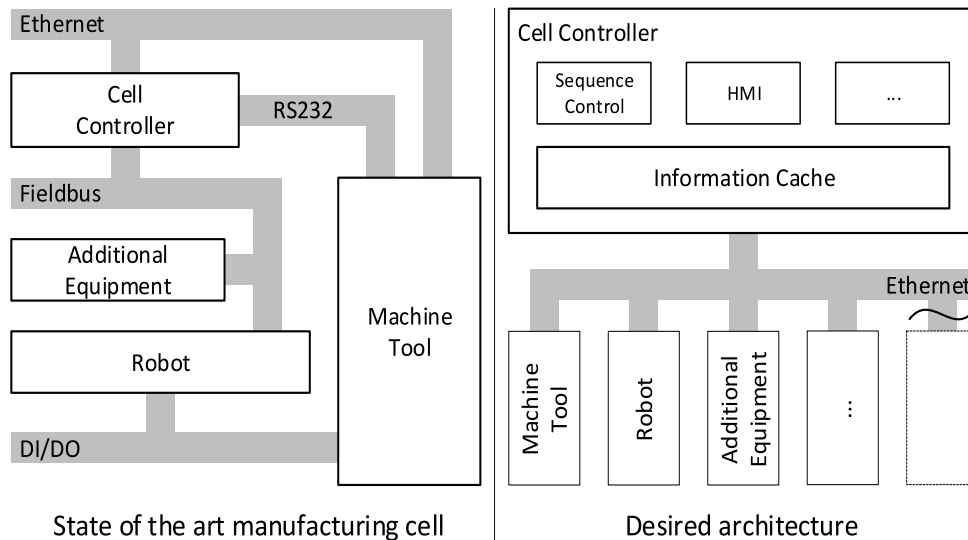 Ethernet
Cell
Controller
RS232
Fieldbus
Additional
Equipment
Robot
Machine
Tool
DI/DO
State of the art manufacturing cell
Cell Controller
Sequence
Control
HMI
...
Information Cache
Ethernet
Machine
Tool
Robot
Additional
Equipment
...
Desired architecture